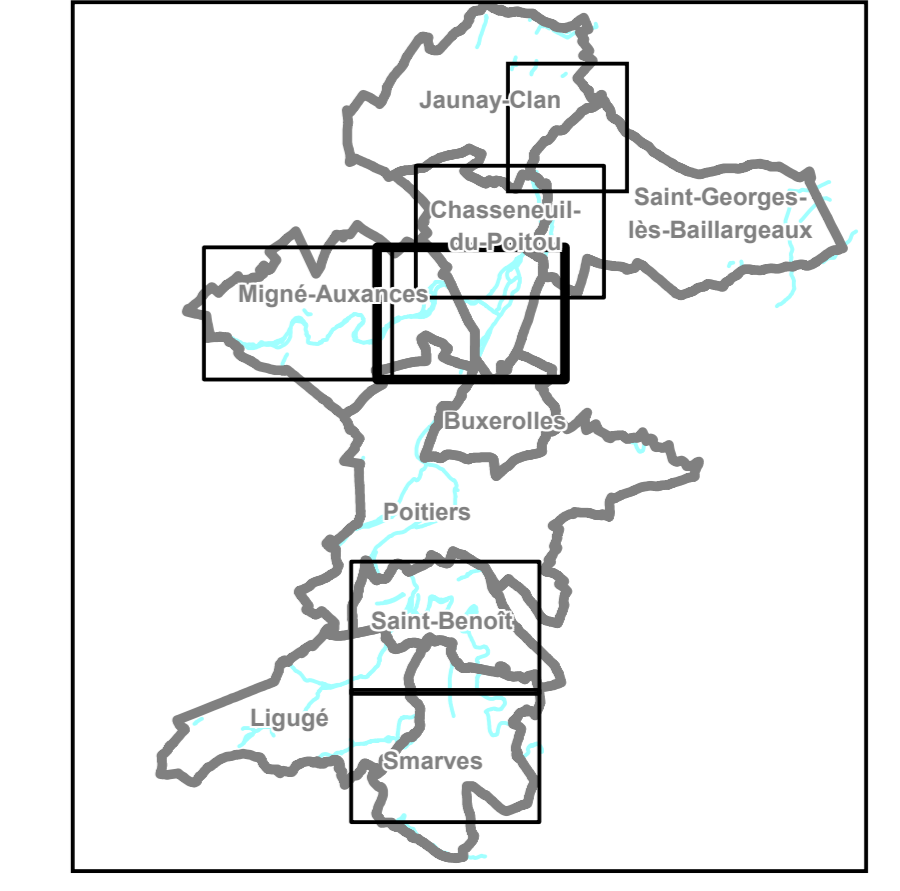 Jaunay-Clan
Saint-Georges-
lès-Baillargeaux
Chasseneuil-
du-Poitou
Migné-Auxances
Buxerolles
Poitiers
Saint-Benoît
Ligugé
Smarves